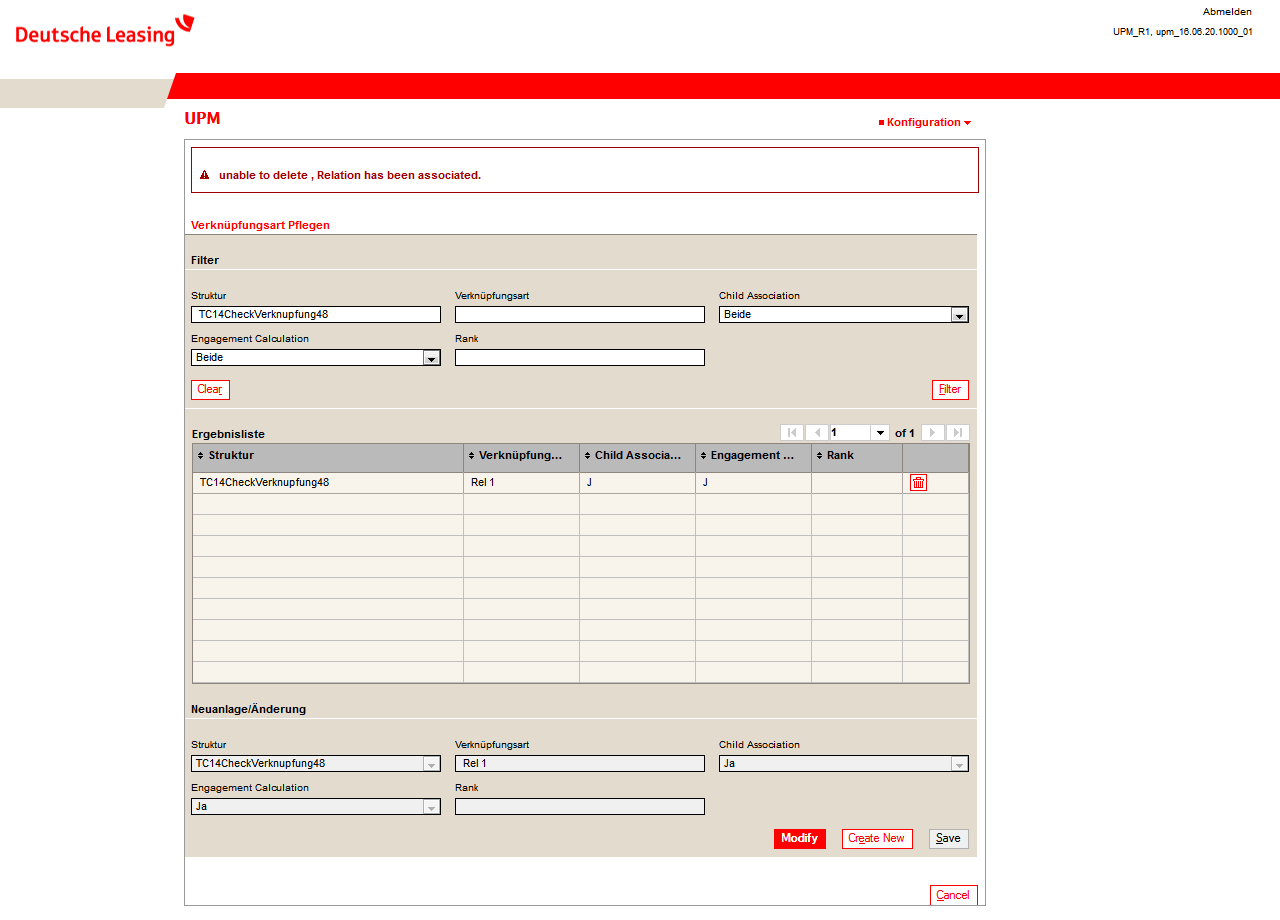 Deutsche Leasing
Abmelden
UPM_R1, upm_16.06.20.1000_01
UPM
Konfiguration
unable to delete , Relation has been associated.
Verknüpfungsart Pflegen
Filter
Struktur Verknüpfungsart Child Association
TC14CheckVerknupfung48 Beide
Engagement Calculation Rank
Beide
Clear Filter
Ergebnisliste 1 of 1
Struktur Verknüpfung... Child Associa... Engagement ... Rank
TC14CheckVerknupfung48 Rel 1 J J
Neuanlage/Änderung
Struktur Verknüpfungsart Child Association
TC14CheckVerknupfung48 Rel 1 Ja
Engagement Calculation Rank
Ja
Modify Create New Save
Cancel